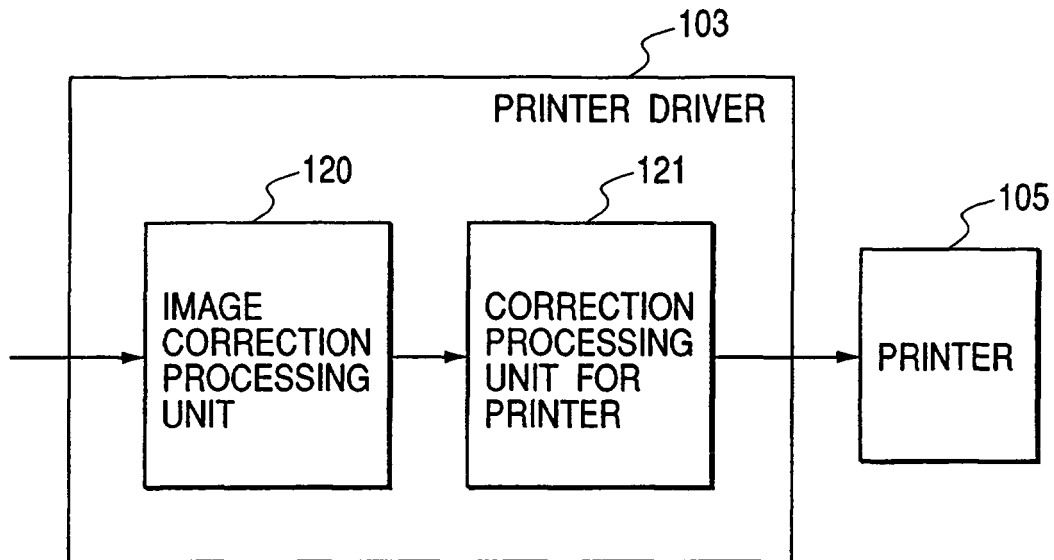 103
PRINTER DRIVER
120
121
105
IMAGE
CORRECTION
PROCESSING
UNIT
CORRECTION
PROCESSING
UNIT FOR
PRINTER
PRINTER